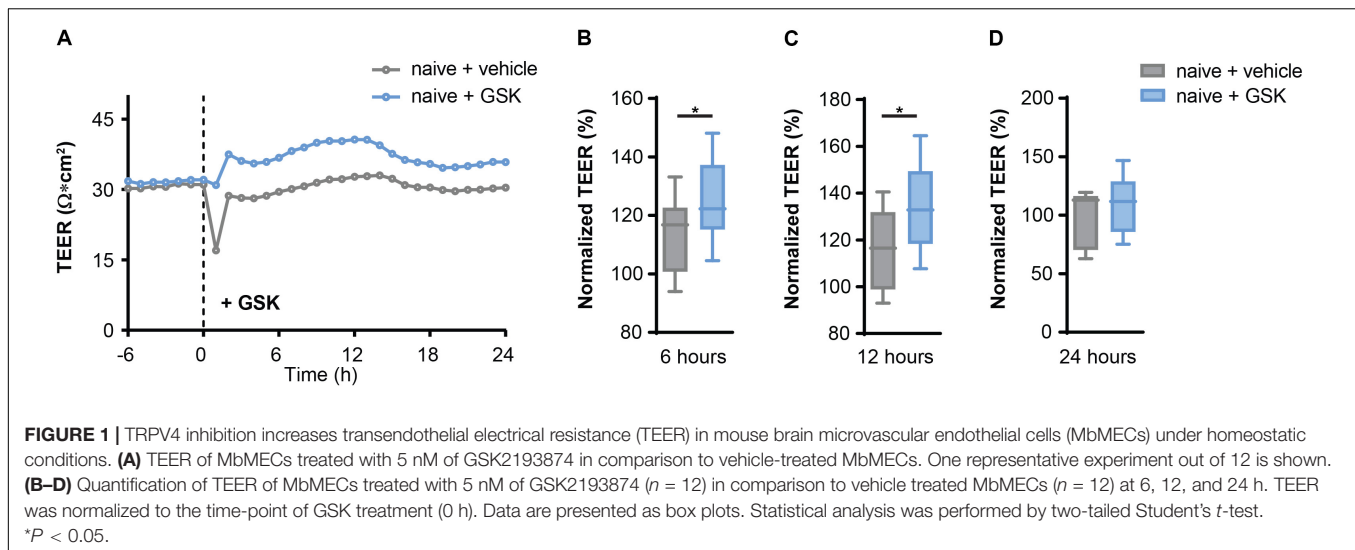 A
B
C
D
naive + vehicle
naive + GSK
naive + vehicle
naive + GSK
TEER (Ω*cm²)
45
30
15
0
+ GSK
-6
0
6
12
18
24
Time (h)
Normalized TEER (%)
160
140
120
100
80
*
6 hours
Normalized TEER (%)
180
160
140
120
100
80
*
12 hours
Normalized TEER (%)
200
150
100
50
0
24 hours
FIGURE 1 | TRPV4 inhibition increases transendothelial electrical resistance (TEER) in mouse brain microvascular endothelial cells (MbMECs) under homeostatic
conditions. (A) TEER of MbMECs treated with 5 nM of GSK2193874 in comparison to vehicle-treated MbMECs. One representative experiment out of 12 is shown.
(B–D) Quantification of TEER of MbMECs treated with 5 nM of GSK2193874 (n = 12) in comparison to vehicle treated MbMECs (n = 12) at 6, 12, and 24 h. TEER
was normalized to the time-point of GSK treatment (0 h). Data are presented as box plots. Statistical analysis was performed by two-tailed Student's t-test.
*P < 0.05.